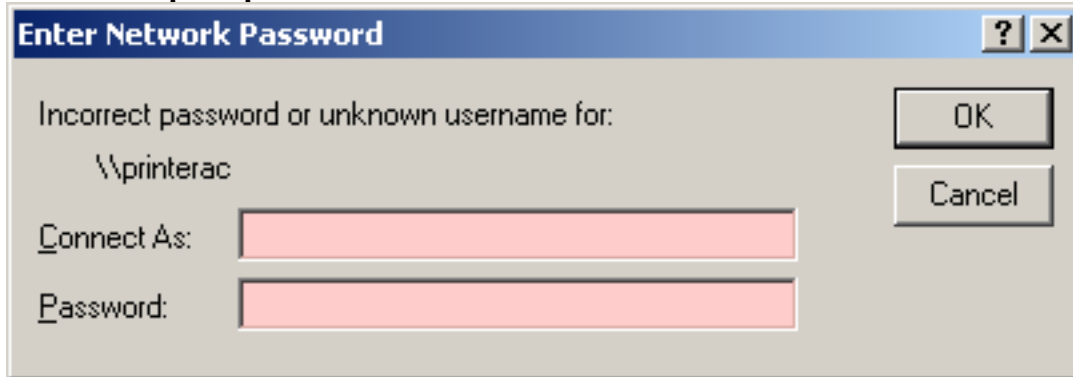 Enter Network Password
Incorrect password or unknown username for:
\\printerac
Connect As:
Password:
OK
Cancel